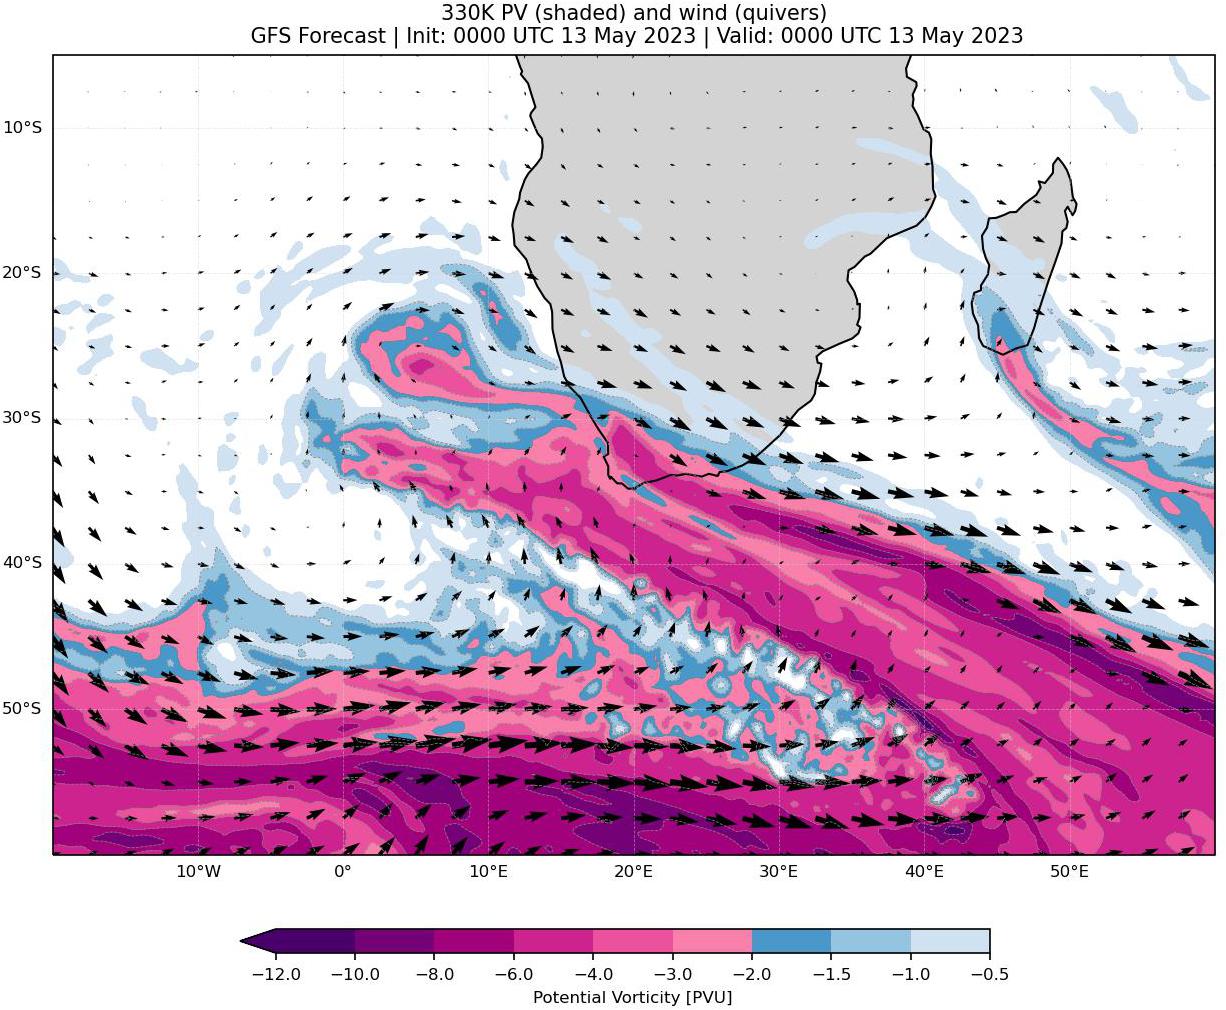 330K PV (shaded) and wind (quivers)
GFS Forecast | Init: 0000 UTC 13 May 2023 | Valid: 0000 UTC 13 May 2023
10°S
20°S
30°S
40°S
50°S
10°W 0° 10°E 20°E 30°E 40°E 50°E
−12.0 −10.0 −8.0 −6.0 −4.0 −3.0 −2.0 −1.5 −1.0 −0.5
Potential Vorticity [PVU]